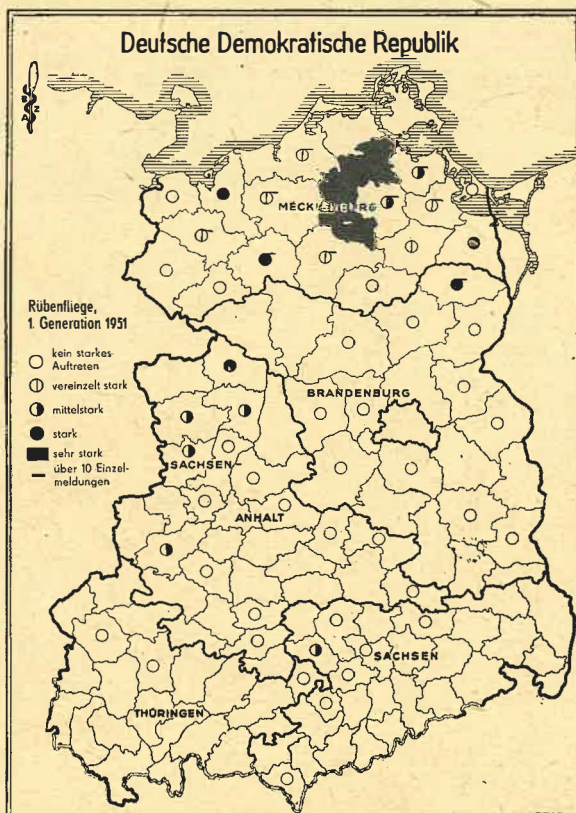 Deutsche Demokratische Republik
MECKLENBURG
Rübenfliege,
1. Generation 1951
kein starkes
Auftreten
vereinzelt stark
mittelstark
stark
sehr stark
über 10 Einzel-
meldungen
BRANDENBURG
SACHSEN-
ANHALT
SACHSEN
THÜRINGEN